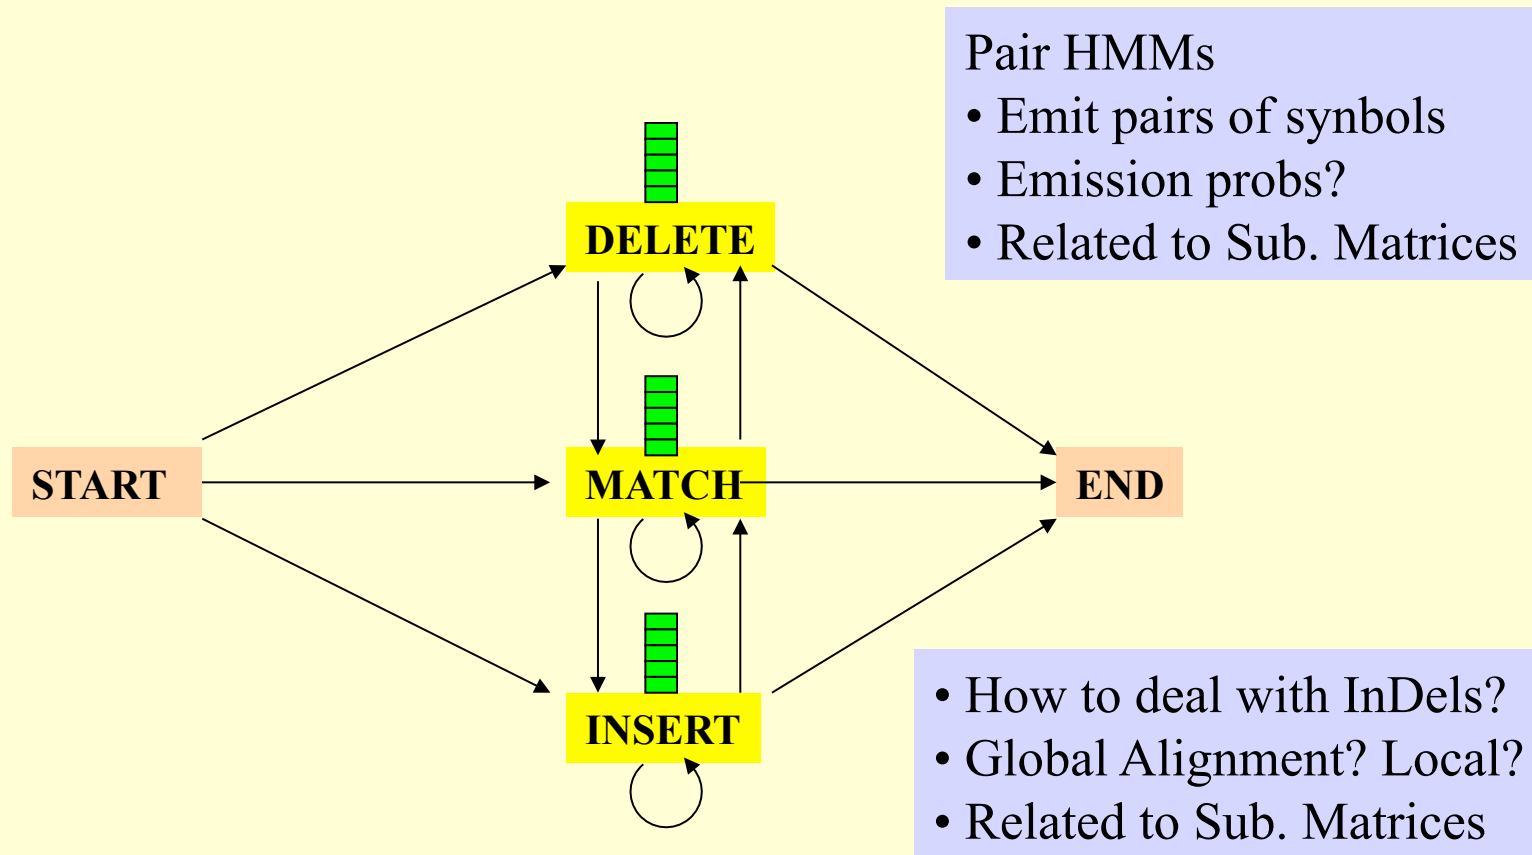 Pair HMMs
• Emit pairs of synbols
• Emission probs?
• Related to Sub. Matrices
DELETE
START
MATCH
END
INSERT
• How to deal with InDels?
• Global Alignment? Local?
• Related to Sub. Matrices